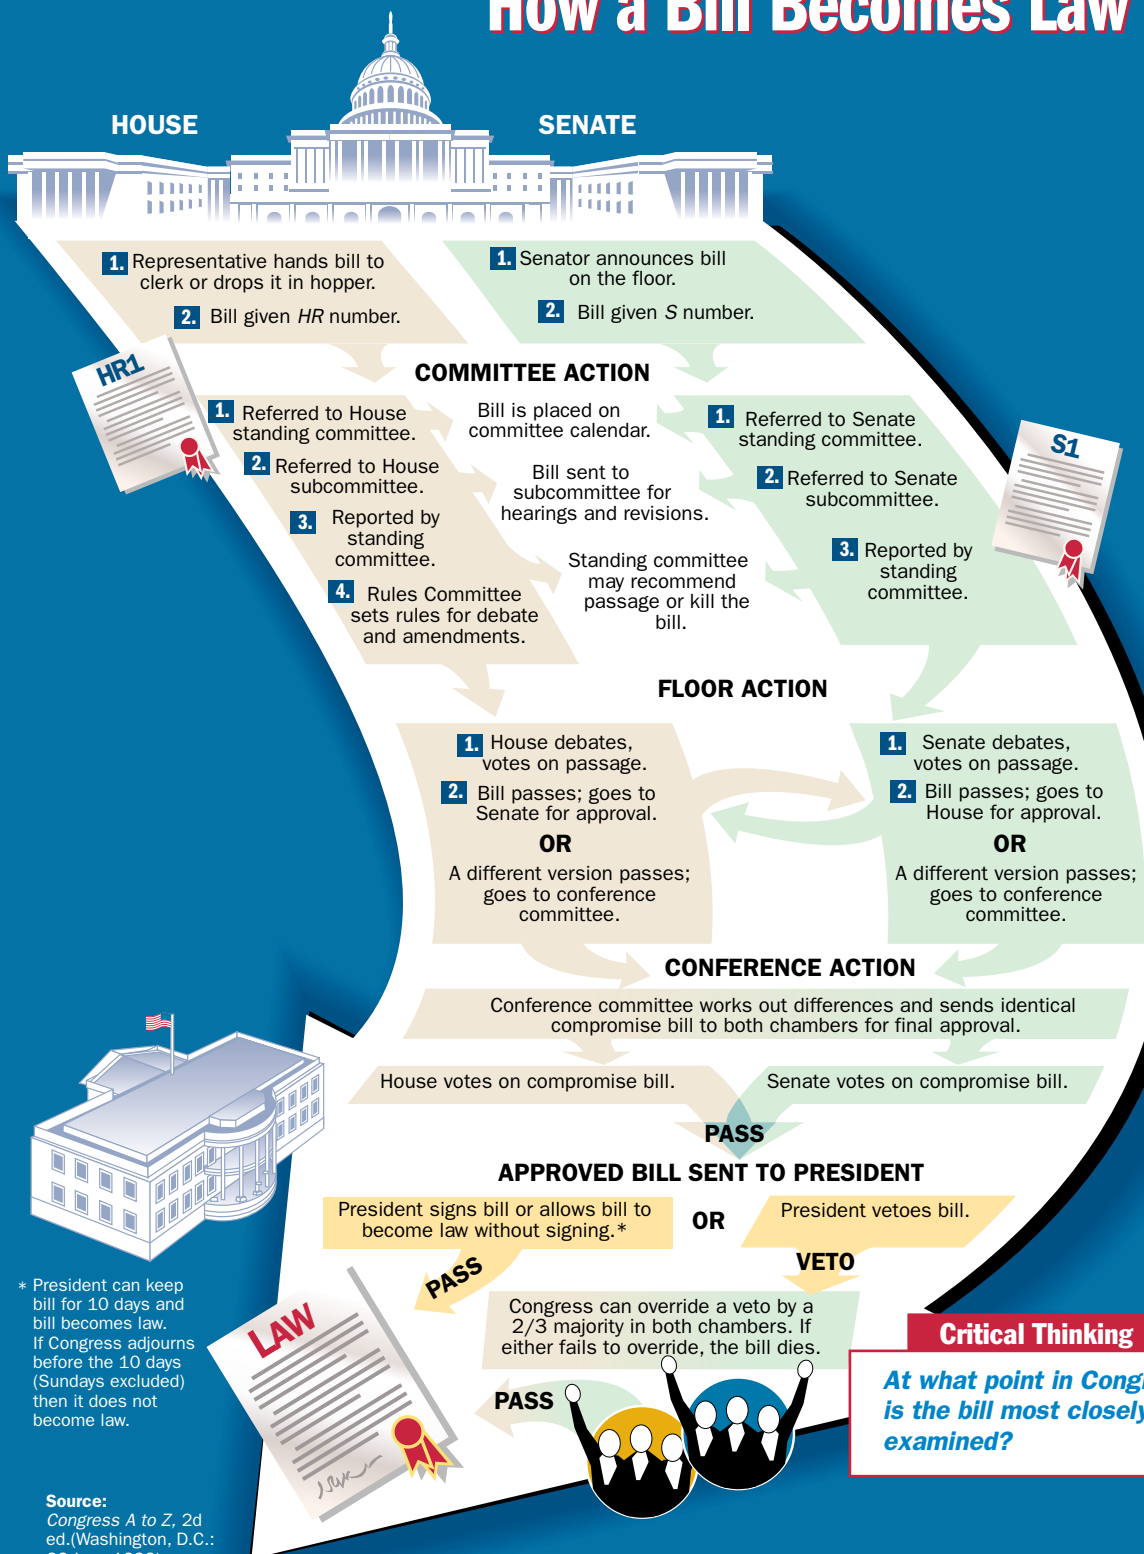 How a Bill Becomes Law
HOUSE
SENATE
1. Representative hands bill to
clerk or drops it in hopper.
2. Bill given HR number.
1. Senator announces bill
on the floor.
2. Bill given S number.
HR1
COMMITTEE ACTION
1. Referred to House
standing committee.
2. Referred to House
subcommittee.
3. Reported by
standing
committee.
4. Rules Committee
sets rules for debate
and amendments.
Bill is placed on
committee calendar.
Bill sent to
subcommittee for
hearings and revisions.
Standing committee
may recommend
passage or kill the
bill.
1. Referred to Senate
standing committee.
2. Referred to Senate
subcommittee.
3. Reported by
standing
committee.
S1
FLOOR ACTION
1. House debates,
votes on passage.
2. Bill passes; goes to
Senate for approval.
OR
A different version passes;
goes to conference
committee.
1. Senate debates,
votes on passage.
2. Bill passes; goes to
House for approval.
OR
A different version passes;
goes to conference
committee.
CONFERENCE ACTION
Conference committee works out differences and sends identical
compromise bill to both chambers for final approval.
House votes on compromise bill.
Senate votes on compromise bill.
PASS
APPROVED BILL SENT TO PRESIDENT
President signs bill or allows bill to
become law without signing.*
OR
President vetoes bill.
PASS
VETO
Congress can override a veto by a
2/3 majority in both chambers. If
either fails to override, the bill dies.
PASS
LAW
* President can keep
bill for 10 days and
bill becomes law.
If Congress adjourns
before the 10 days
(Sundays excluded)
then it does not
become law.
Critical Thinking
At what point in
is the bill most closely
examined?
Source:
Congress A to Z, 2d
ed.(Washington, D.C.: